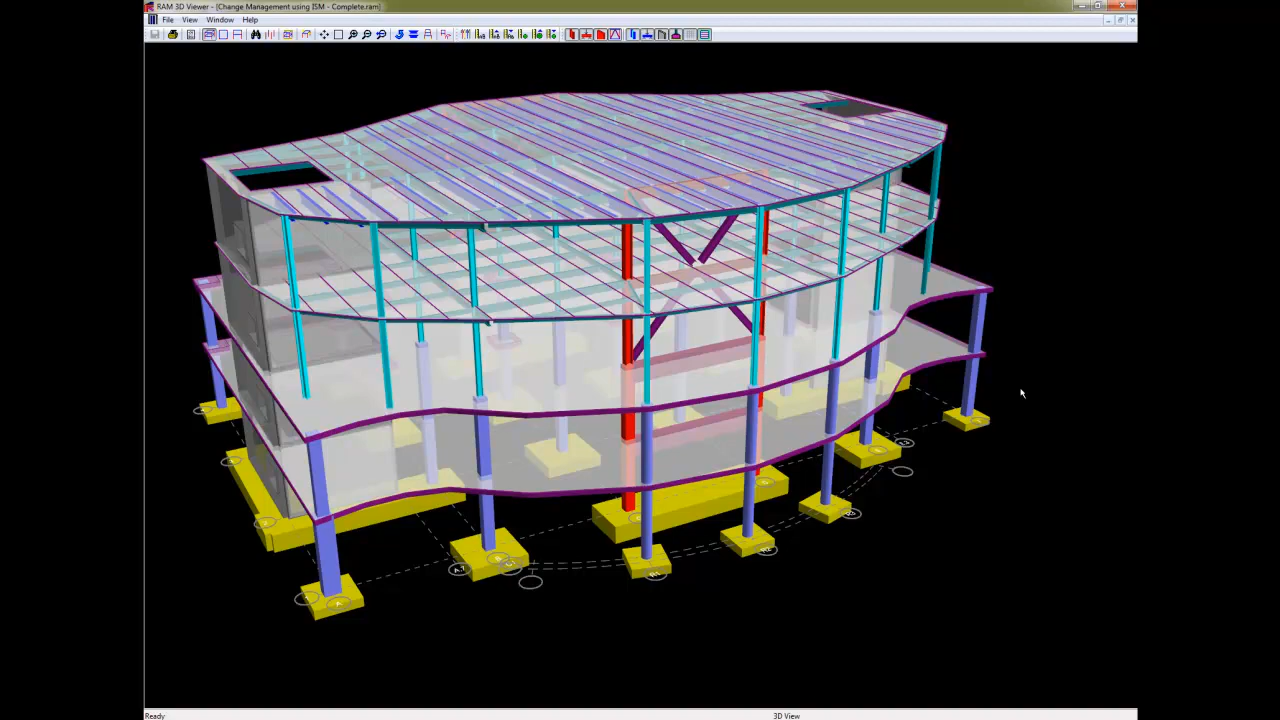 RAM 3D Viewer - [Change Management using ISM - Complete.ram]
File View Window Help
Ready
3D View